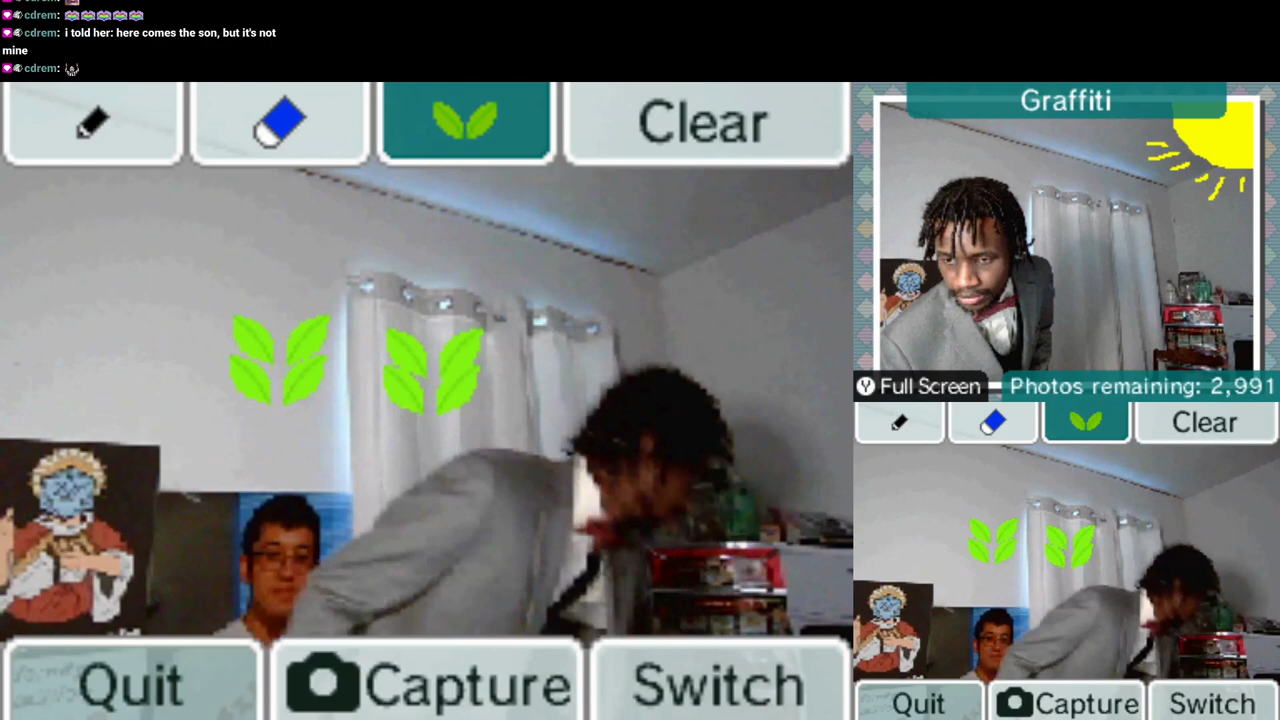 cdrem:
cdrem: i told her: here comes the son, but it's not
mine
cdrem:
Clear
Graffiti
Ⓨ Full Screen
Photos remaining: 2,991
Clear
Quit
Capture
Switch
Quit
Capture
Switch